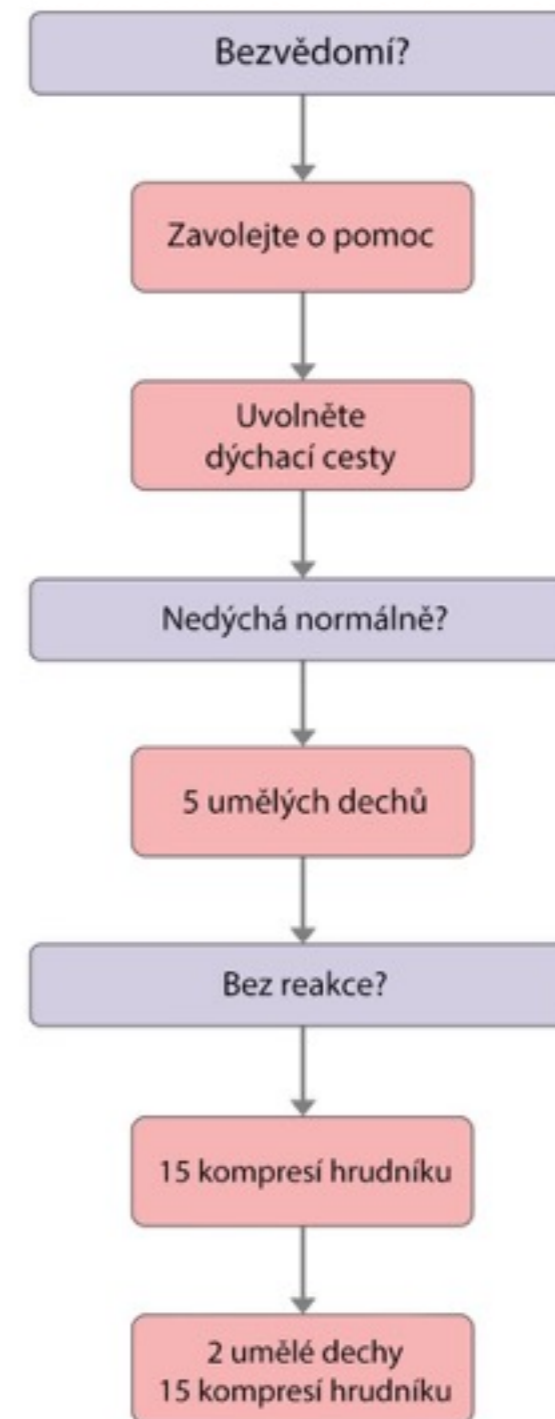 Bezvědomí?
Zavolejte o pomoc
Uvolněte
dýchací cesty
Nedýchá normálně?
5 umělých dechů
Bez reakce?
15 kompresí hrudníku
2 umělé dechy
15 kompresí hrudníku